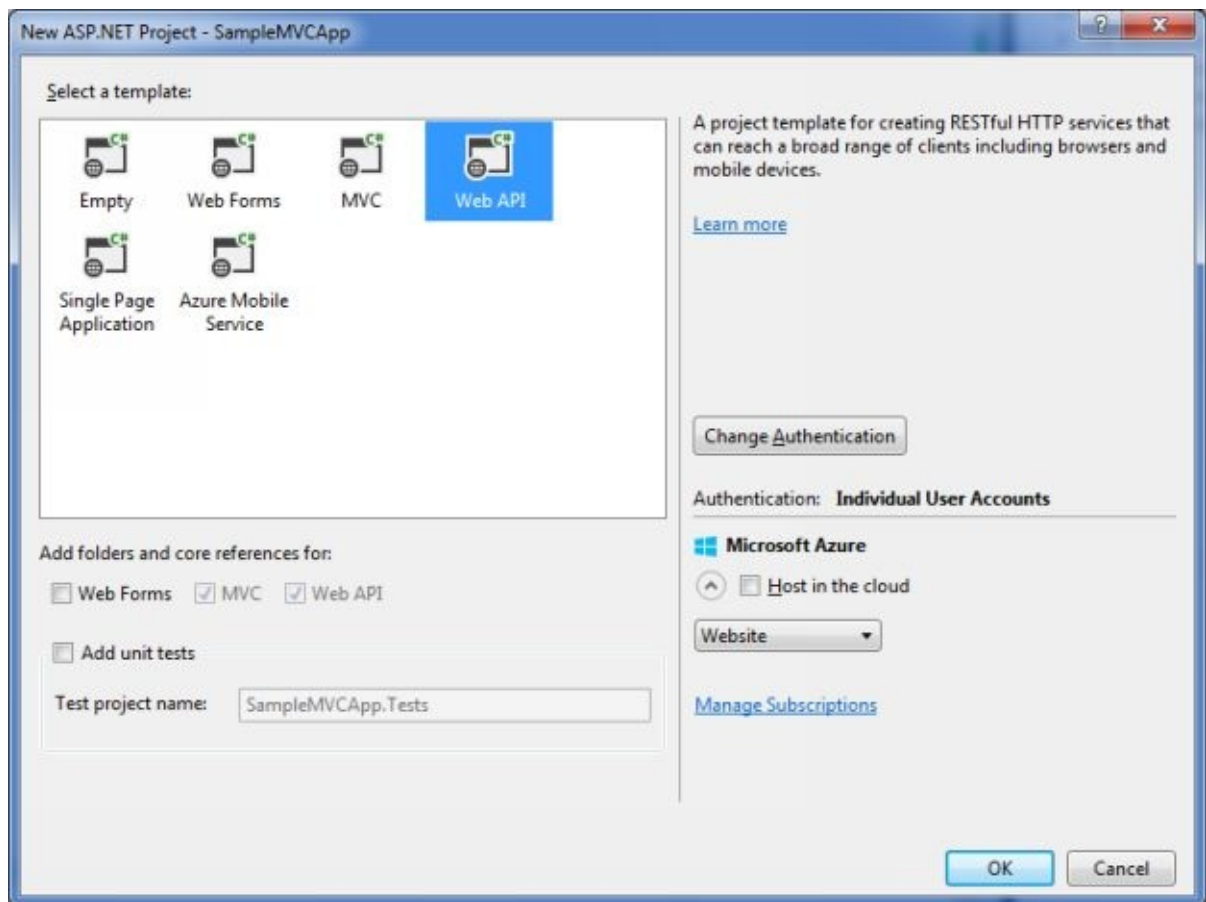 New ASP.NET Project - SampleMVCApp
Select a template:
C# C# C# C#
Empty Web Forms MVC Web API
C# C#
Single Page Application
Azure Mobile Service
A project template for creating RESTful HTTP services that
can reach a broad range of clients including browsers and
mobile devices.
Learn more
Change Authentication
Authentication: Individual User Accounts
Microsoft Azure
Host in the cloud
Website
Manage Subscriptions
Add folders and core references for:
Web Forms MVC Web API
Add unit tests
Test project name: SampleMVCApp.Tests
OK Cancel